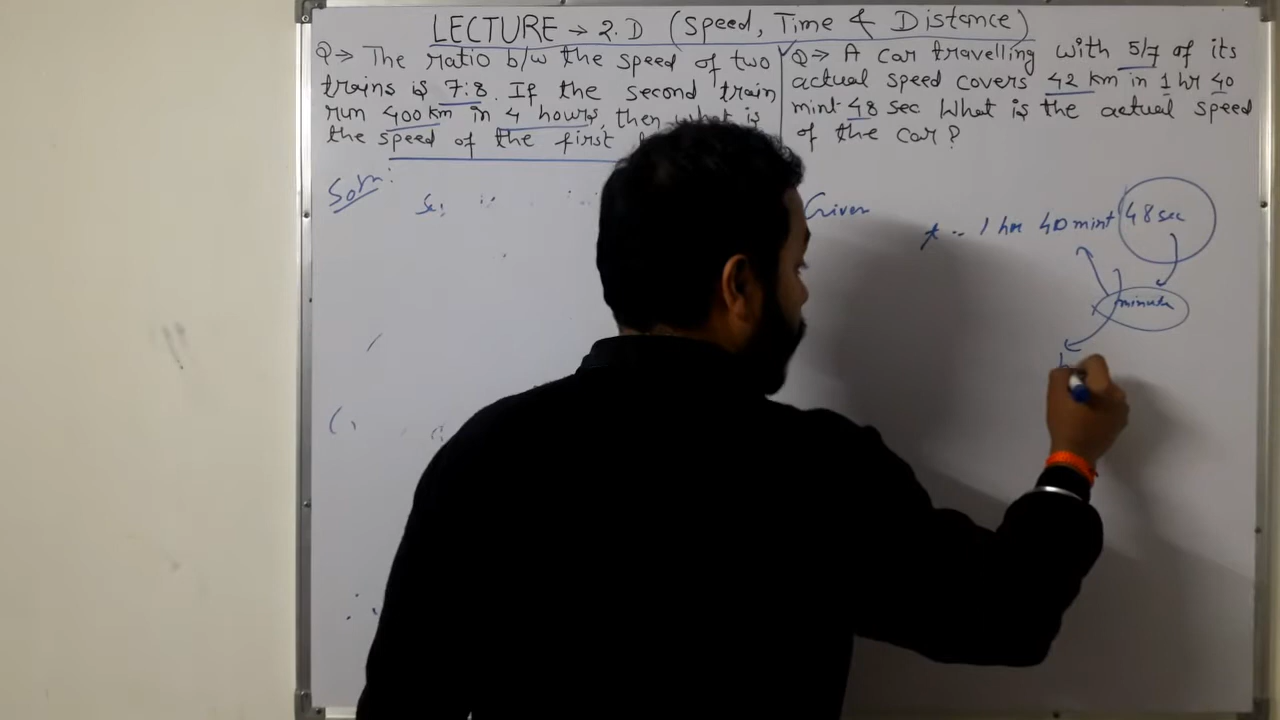 LECTURE → 2.D (Speed, Time & Distance)
Q→ The ratio b/w the speed of two
trains is 7:8. If the second train
run 400 km in 4 hours, then what is
the speed of the first
Q→ A car travelling with 5/7 of its
actual speed covers 42 km in 1 hr 40
mint 48 sec What is the actual speed
of the car?
Soln:
Given
1 hr 40 mint 48 sec
minute